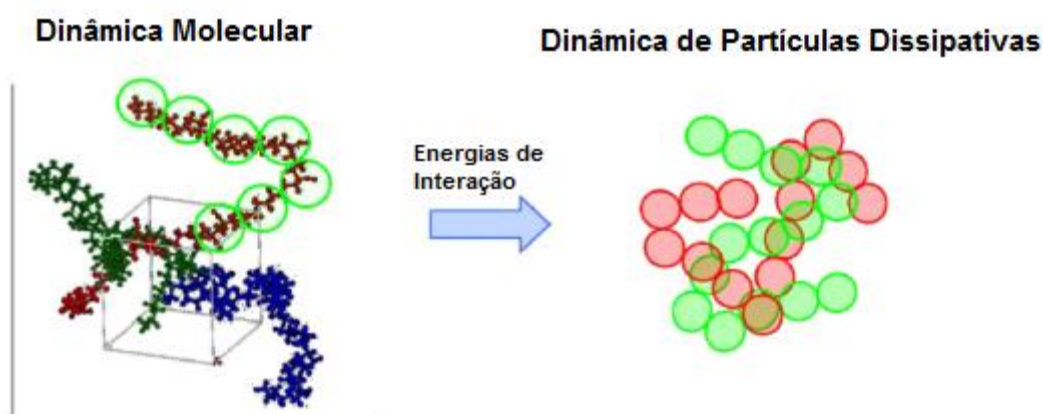 Dinâmica Molecular
Dinâmica de Partículas Dissipativas
Energias de
Interação